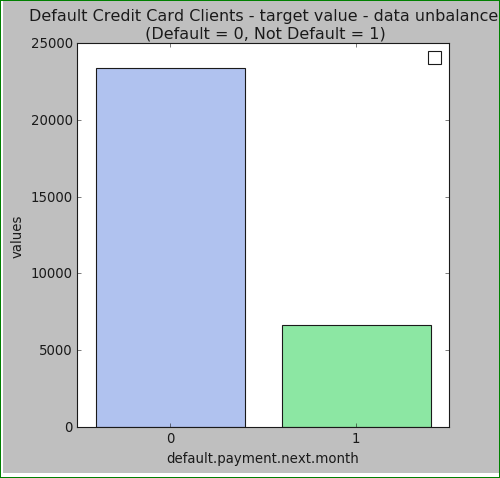 Default Credit Card Clients - target value - data unbalance
(Default = 0, Not Default = 1)
25000
20000
15000
10000
5000
0
values
0 1
default.payment.next.month